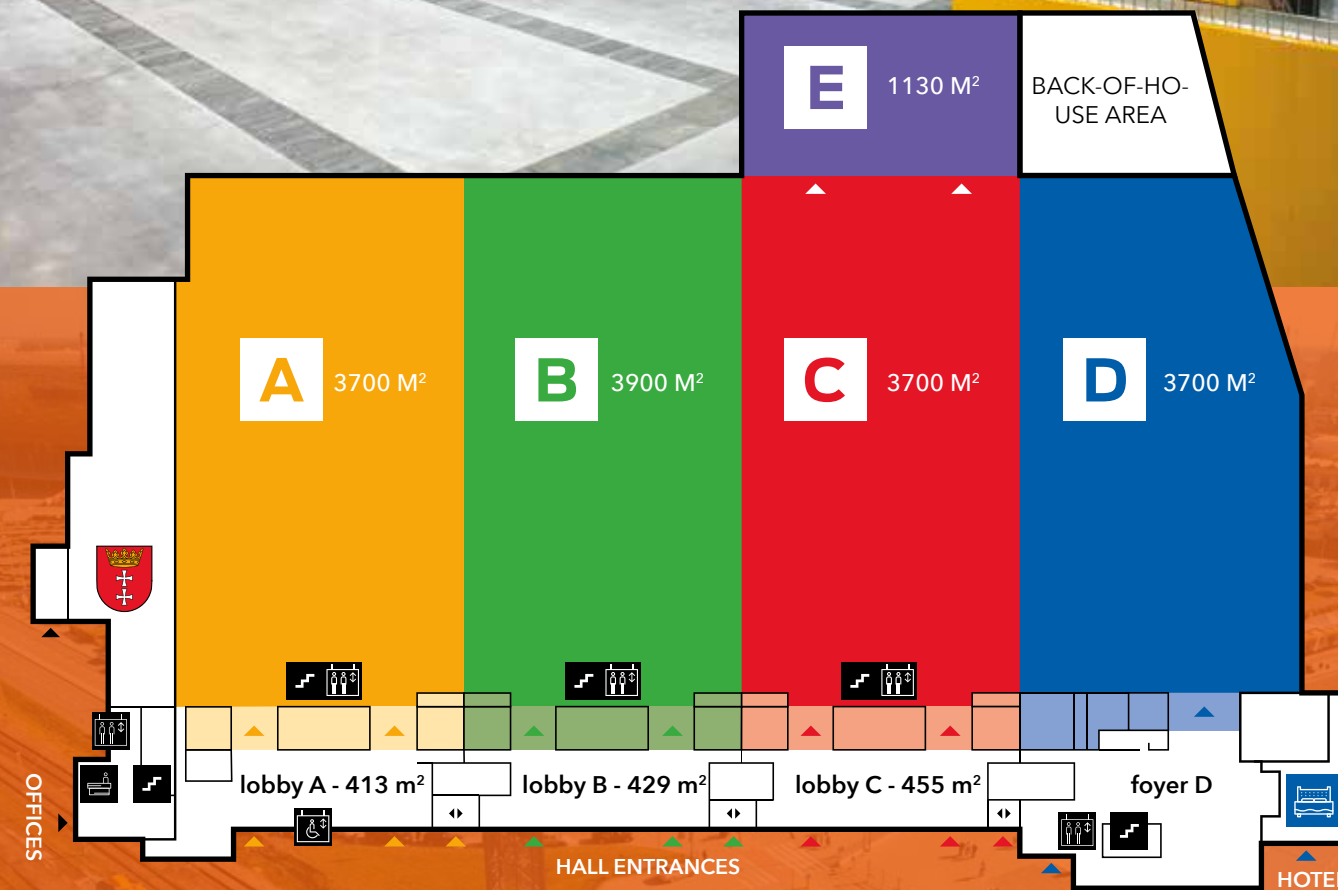 E 1130 M²
BACK-OF-HO-
USE AREA
A 3700 M²
B 3900 M²
C 3700 M²
D 3700 M²
lobby A - 413 m²
lobby B - 429 m²
lobby C - 455 m²
foyer D
OFFICES
HALL ENTRANCES